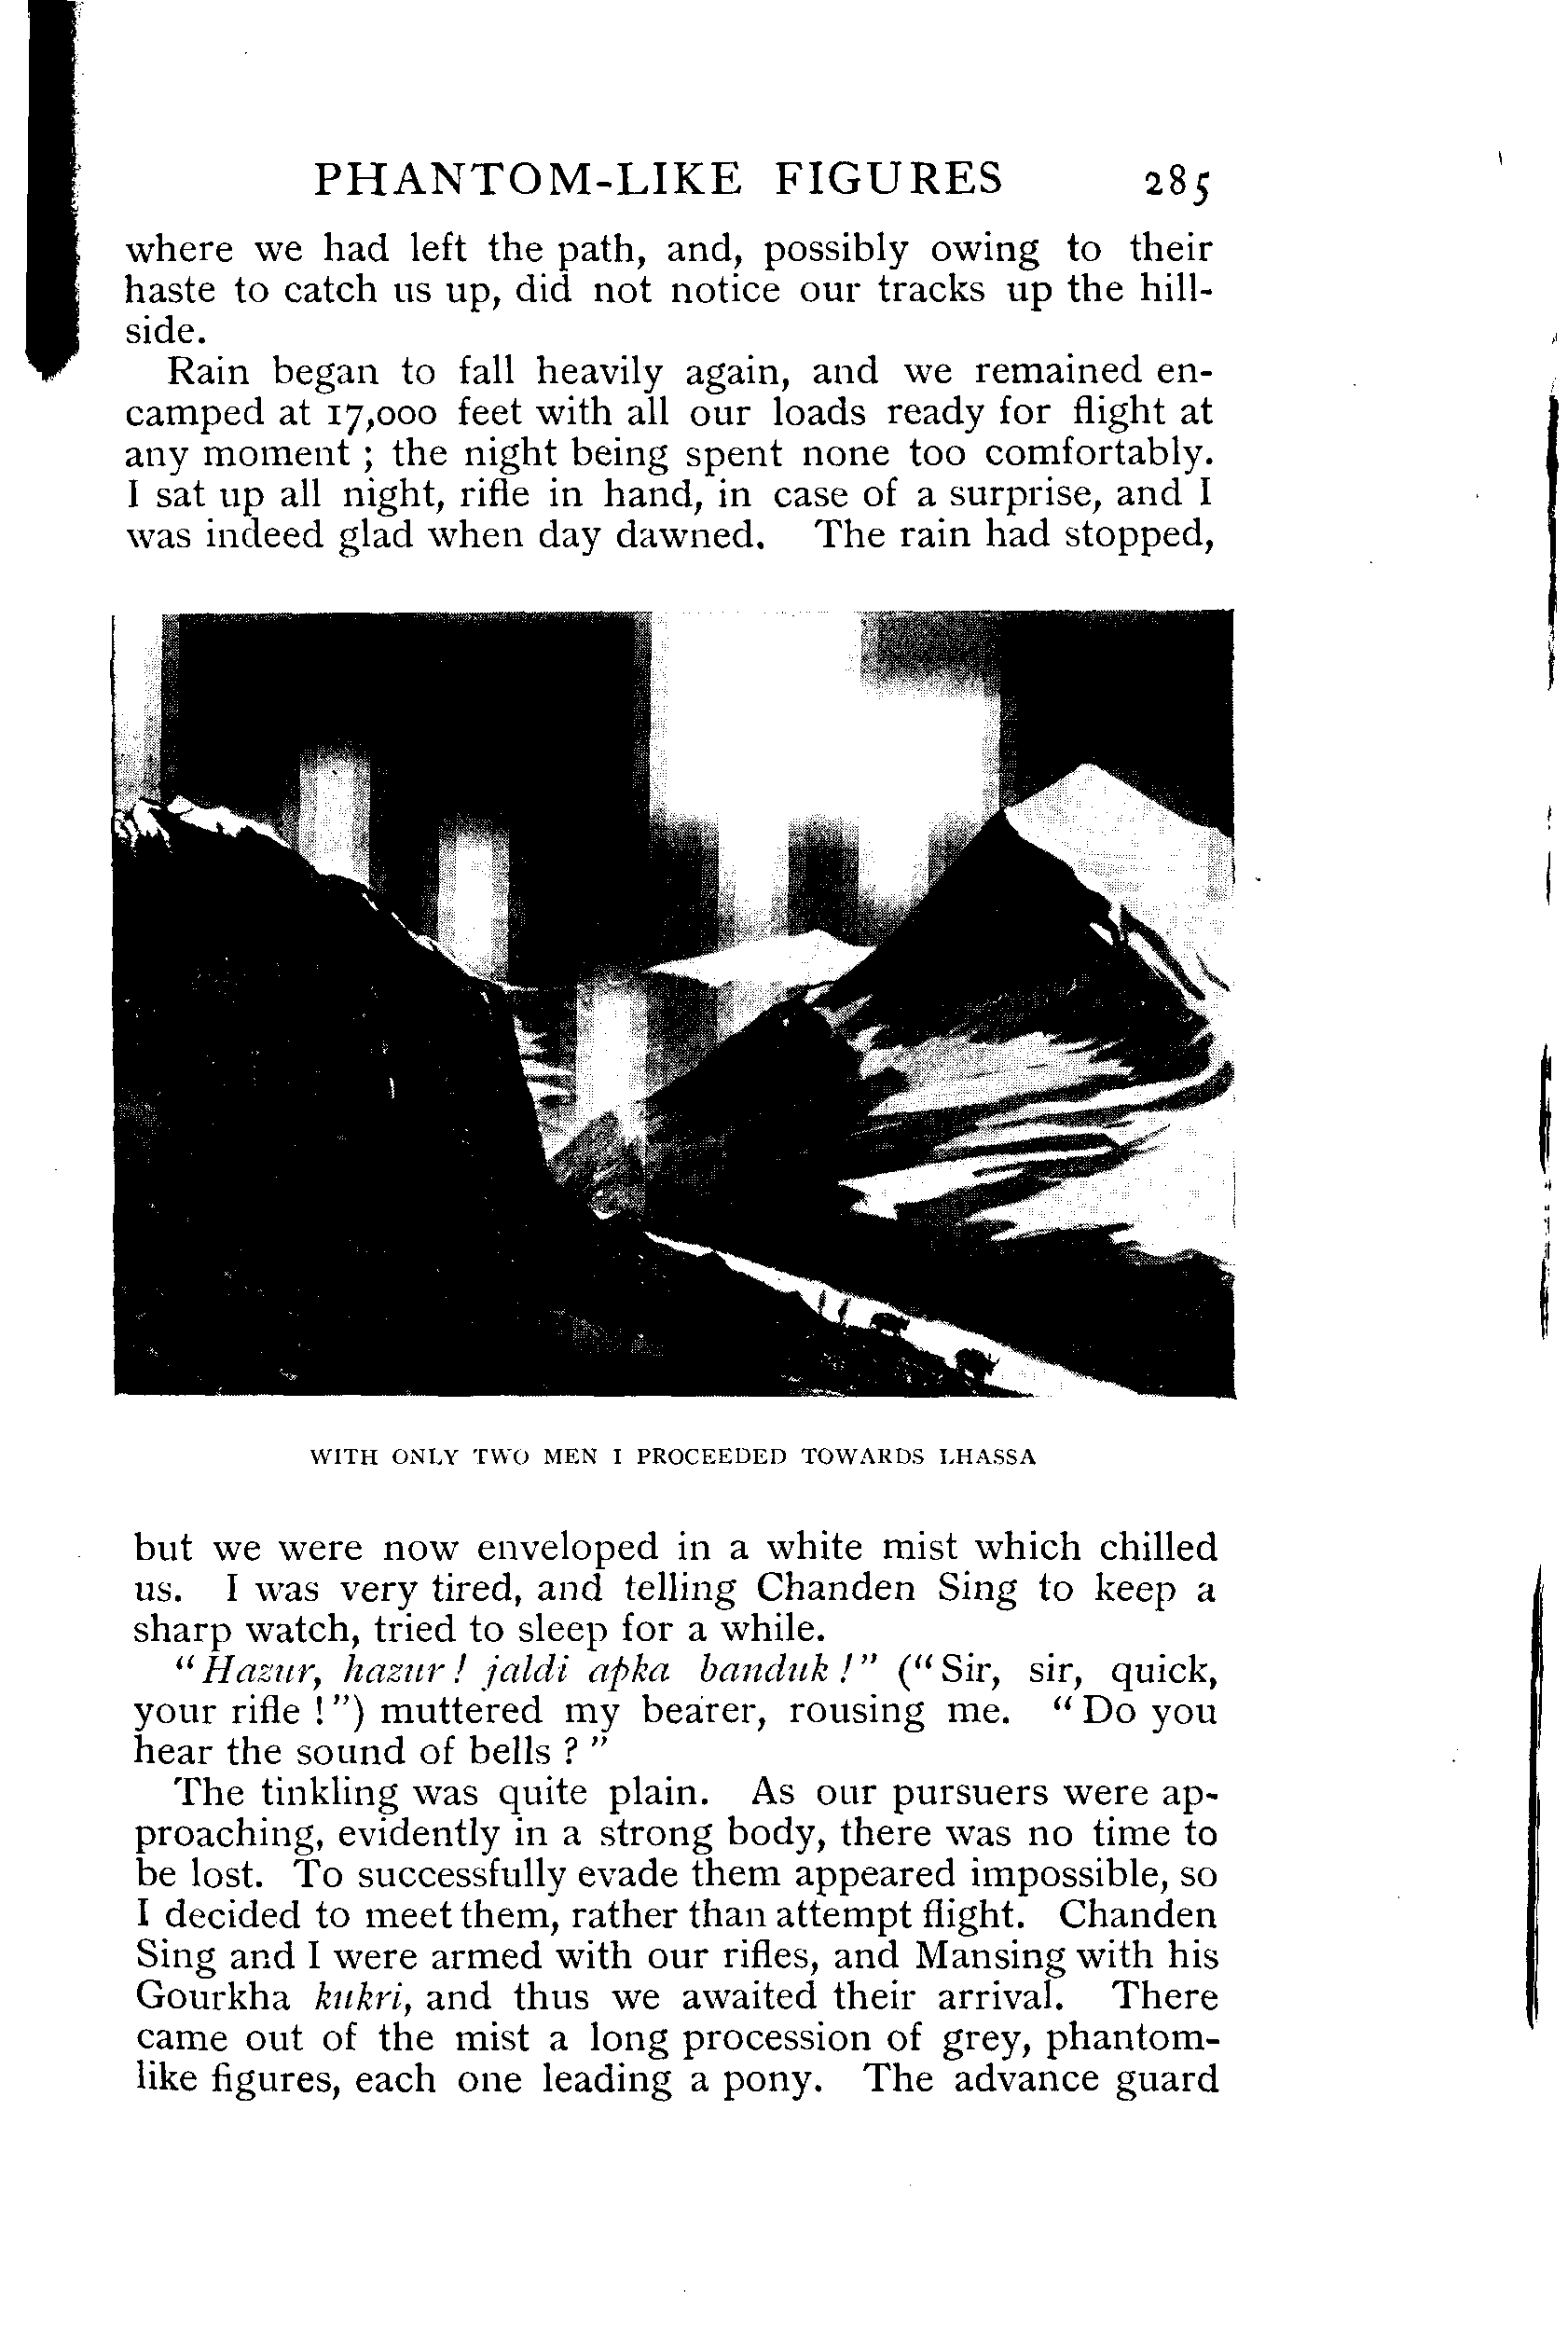 PHANTOM-LIKE FIGURES 285
where we had left the path, and, possibly owing to their
haste to catch us up, did not notice our tracks up the hill-
side.
Rain began to fall heavily again, and we remained en-
camped at 17,000 feet with all our loads ready for flight at
any moment ; the night being spent none too comfortably.
I sat up all night, rifle in hand, in case of a surprise, and I
was indeed glad when day dawned. The rain had stopped,
WITH ONLY TWO MEN I PROCEEDED TOWARDS LHASSA
but we were now enveloped in a white mist which chilled
us. I was very tired, and telling Chanden Sing to keep a
sharp watch, tried to sleep for a while.
“Hazur, hazur ! jaldi apka banduk !” (“Sir, sir, quick,
your rifle !”) muttered my bearer, rousing me. “Do you
hear the sound of bells ? ”
The tinkling was quite plain. As our pursuers were ap-
proaching, evidently in a strong body, there was no time to
be lost. To successfully evade them appeared impossible, so
I decided to meet them, rather than attempt flight. Chanden
Sing and I were armed with our rifles, and Mansing with his
Gourkha kukri, and thus we awaited their arrival. There
came out of the mist a long procession of grey, phantom-
like figures, each one leading a pony. The advance guard